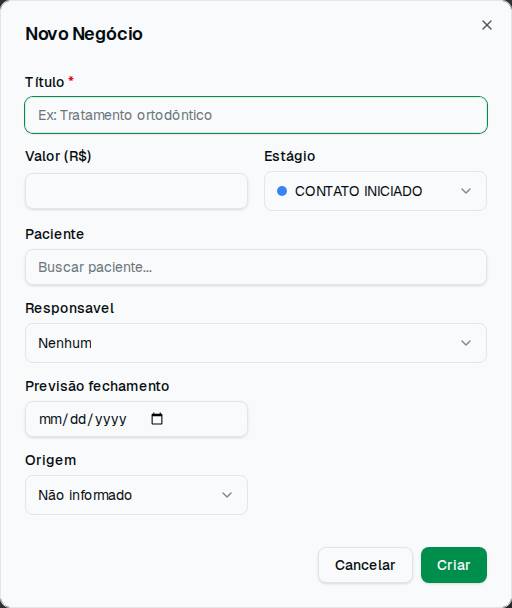 Novo Negócio
Título *
Ex: Tratamento ortodôntico
Valor (R$)
Estágio
CONTATO INICIADO
Paciente
Buscar paciente...
Responsavel
Nenhum
Previsão fechamento
mm/dd/yyyy
Origem
Não informado
Cancelar
Criar